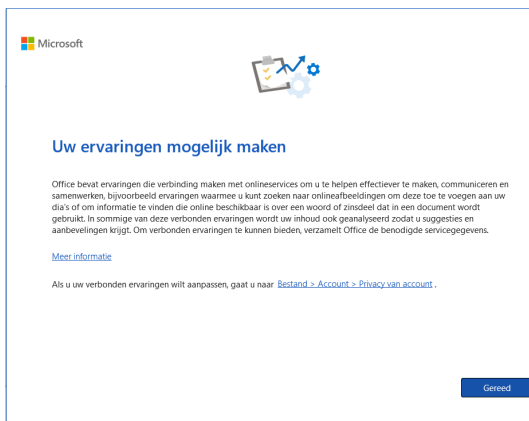 Microsoft
Uw ervaringen mogelijk maken
Office bevat ervaringen die verbinding maken met onlineservices om u te helpen effectiever te maken, communiceren en
samenwerken, bijvoorbeeld ervaringen waarmee u kunt zoeken naar onlineafbeeldingen om deze toe te voegen aan uw
dia's of om informatie te vinden die online beschikbaar is over een woord of zinsdeel dat in een document wordt
gebruikt. In sommige van deze verbonden ervaringen wordt uw inhoud ook geanalyseerd zodat u suggesties en
aanbevelingen krijgt. Om verbonden ervaringen te kunnen bieden, verzamelt Office de benodigde servicegegevens.
Meer informatie
Als u uw verbonden ervaringen wilt aanpassen, gaat u naar Bestand > Account > Privacy van account .
Gereed